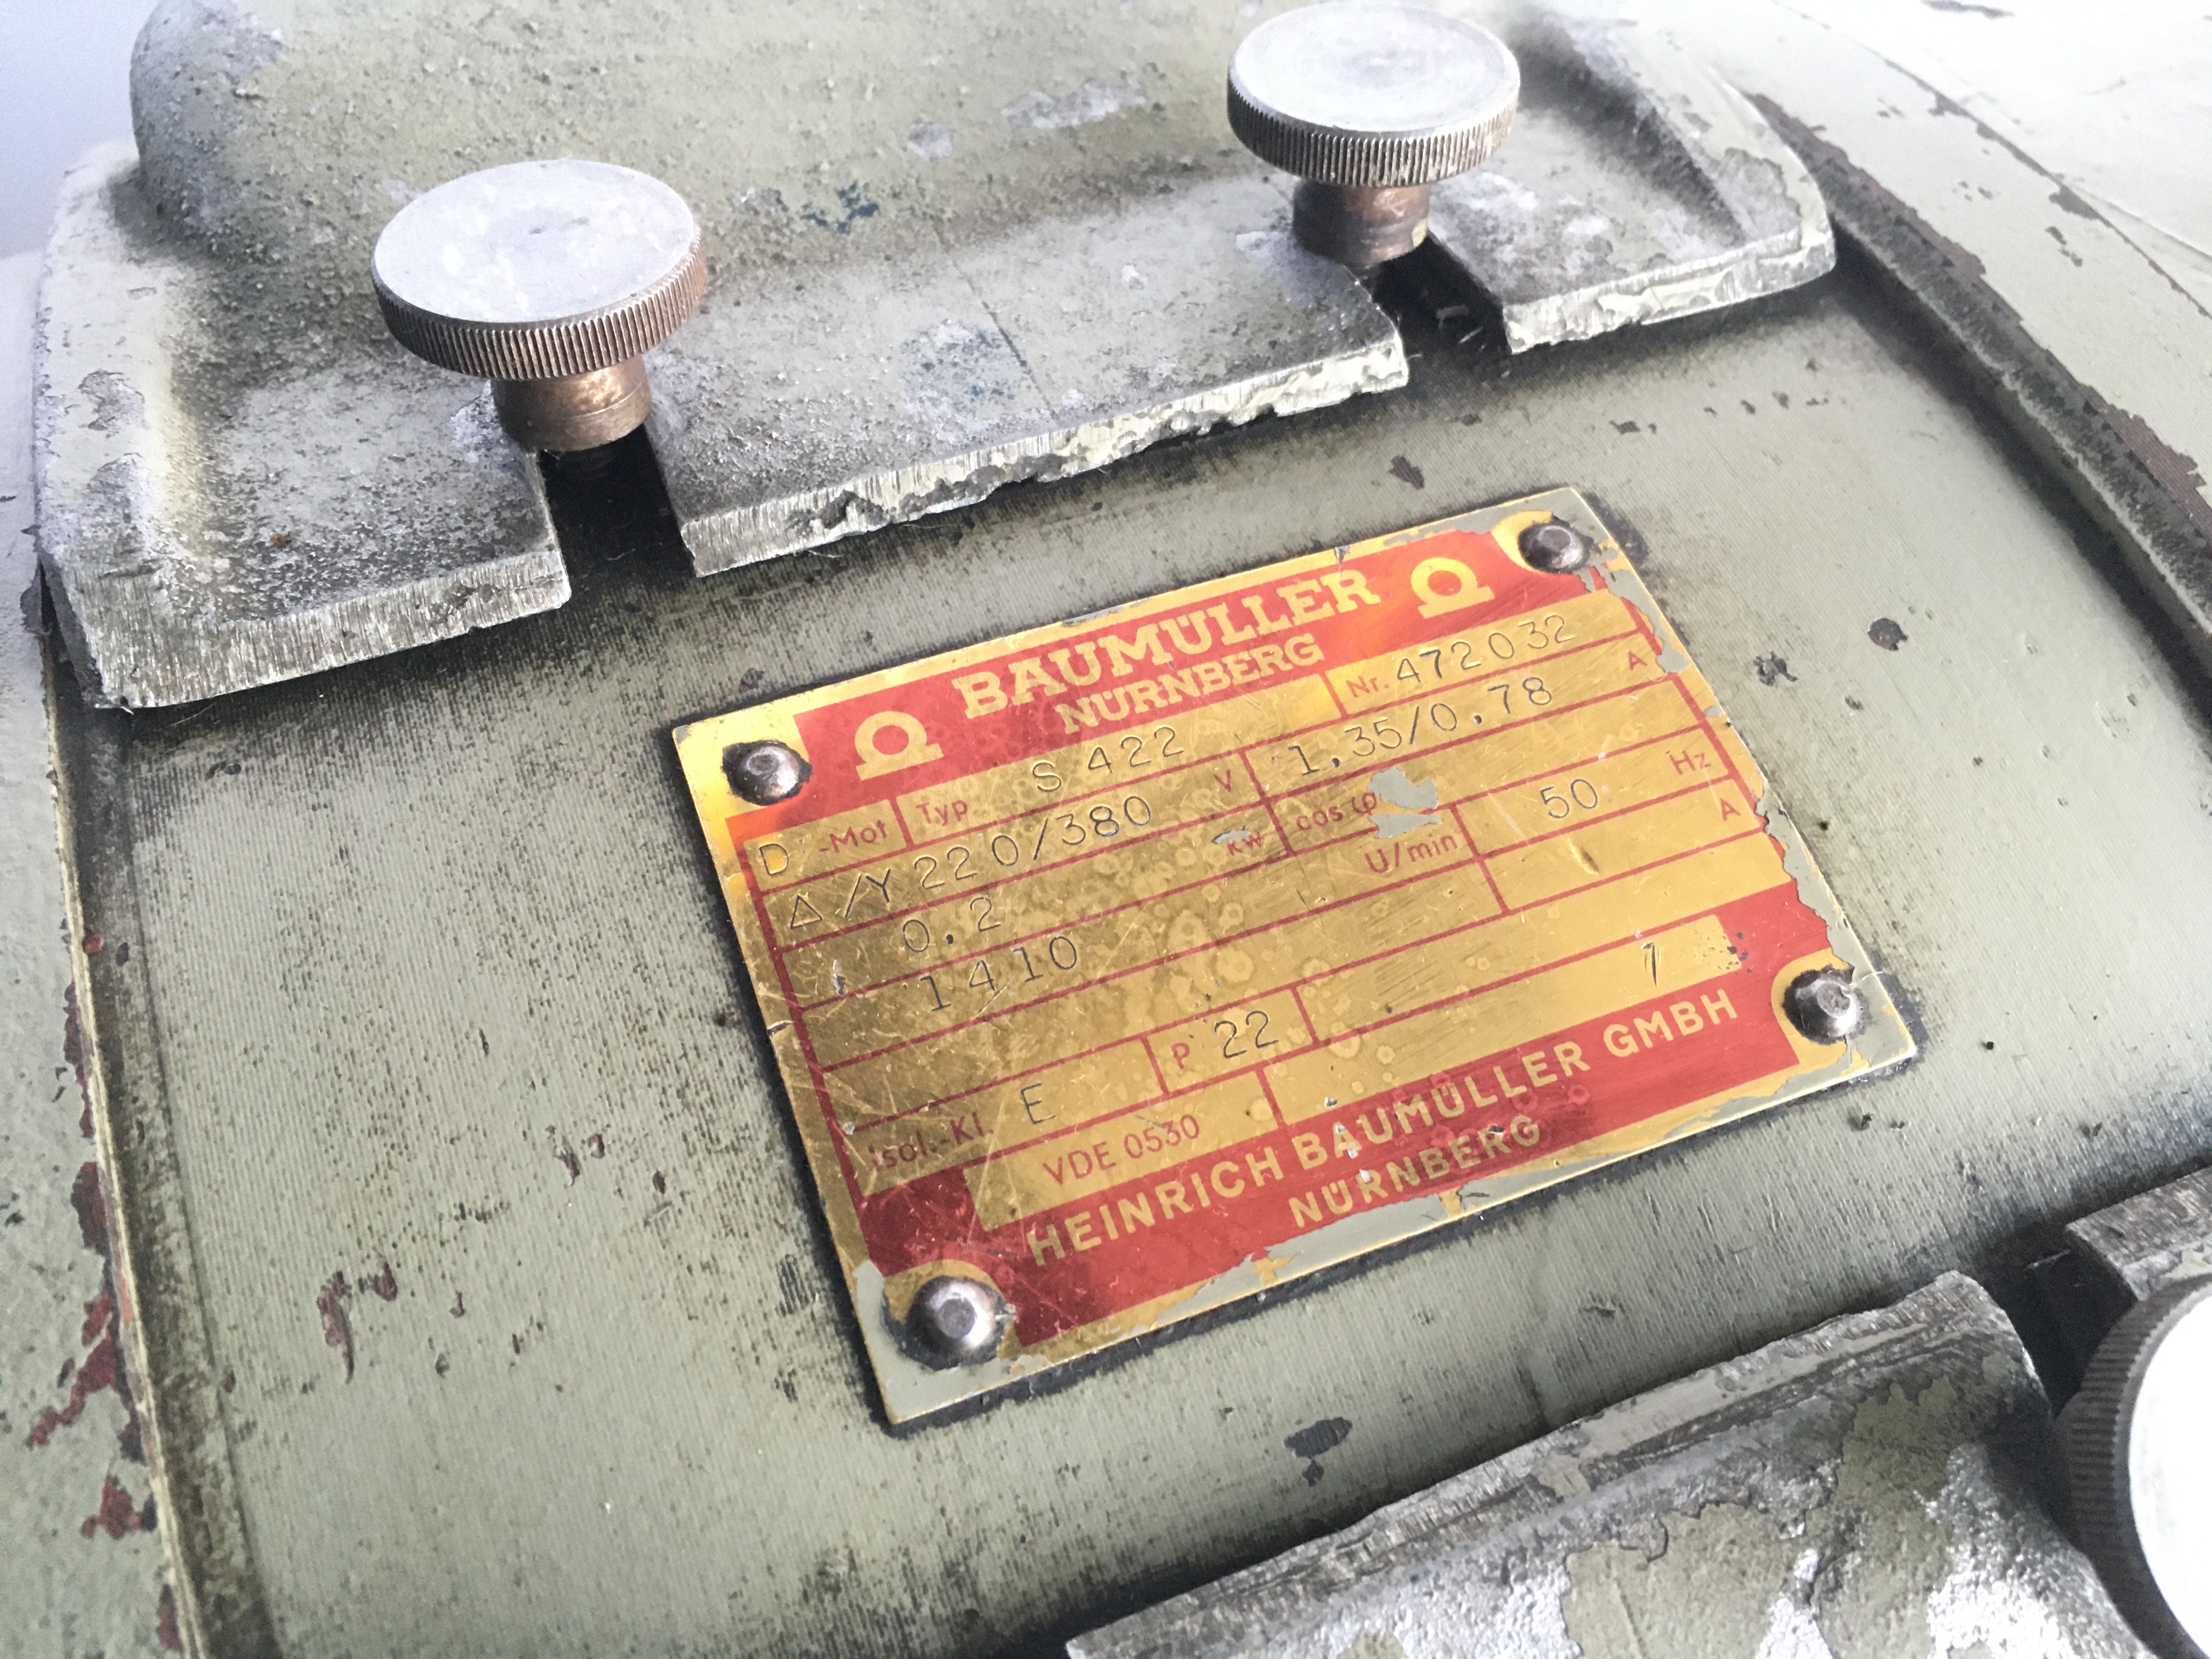 Ω BAUMÜLLER Ω
NÜRNBERG
D -Mot Typ S 422 Nr. 472032
Δ/Y 220/380 V 1,35/0,78 A
0,2 kW cos φ
1410 U/min 50 Hz
A
Isol.-Kl. E P 22
VDE 0530 1
HEINRICH BAUMÜLLER GMBH
NÜRNBERG